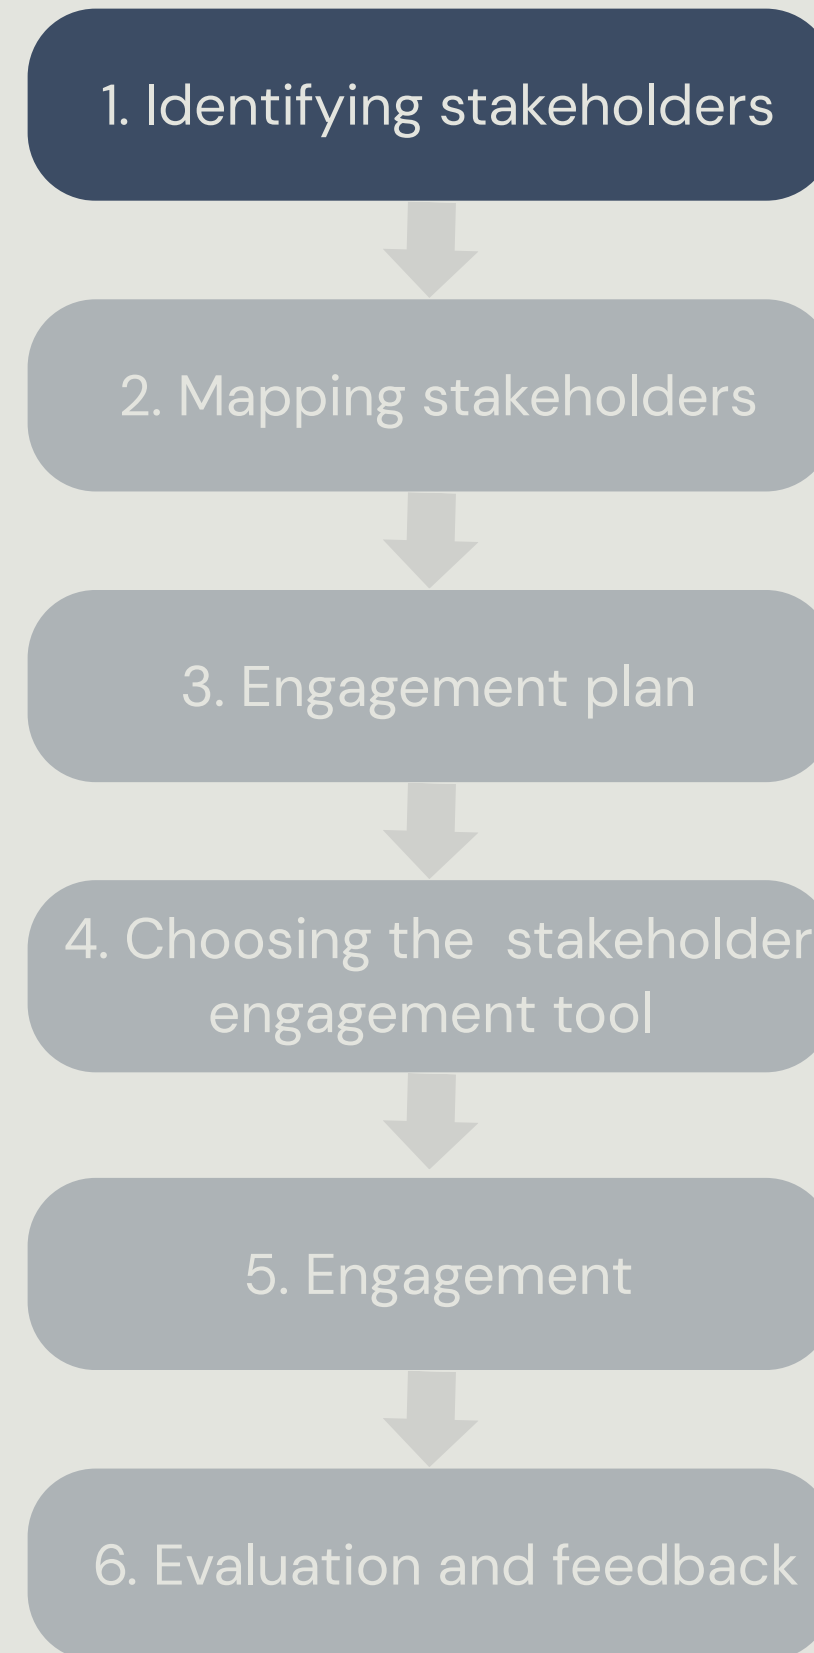 1. Identifying stakeholders
2. Mapping stakeholders
3. Engagement plan
4. Choosing the  stakeholder
engagement tool
5. Engagement
6. Evaluation and feedback